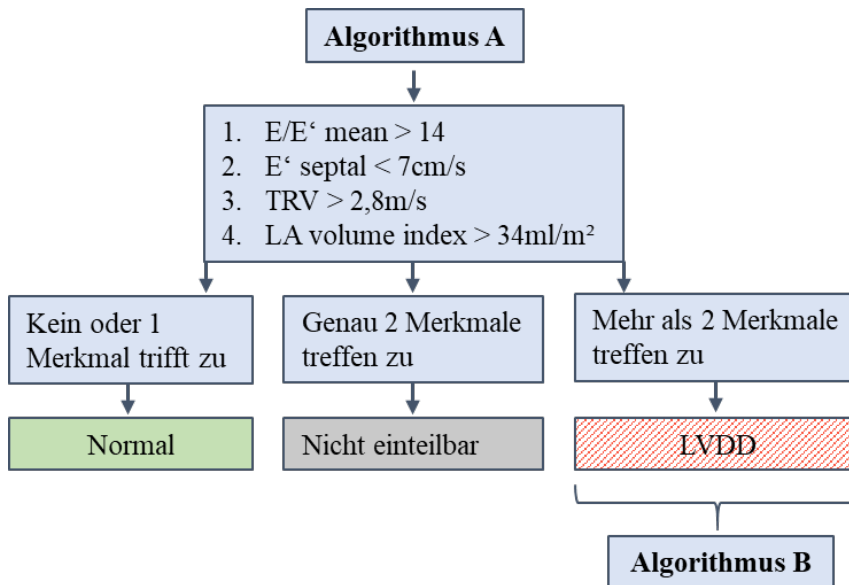 Algorithmus A
1. E/E‘ mean > 14
2. E‘ septal < 7cm/s
3. TRV > 2,8m/s
4. LA volume index > 34ml/m²
Kein oder 1
Merkmal trifft zu
Genau 2 Merkmale
treffen zu
Mehr als 2 Merkmale
treffen zu
Normal
Nicht einteilbar
LVDD
Algorithmus B